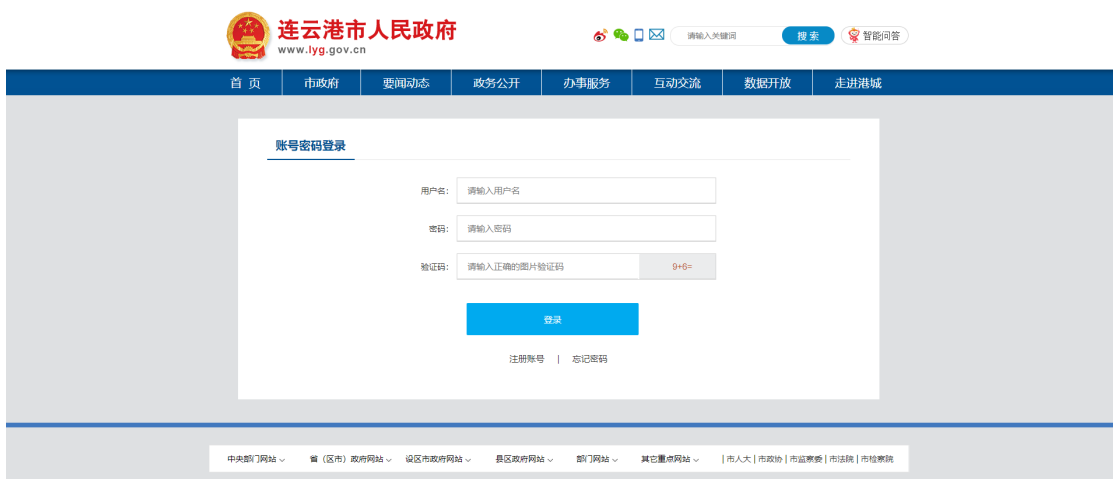 连云港市人民政府
www.lyg.gov.cn
请输入关键词
搜索
智能问答
首 页 市政府 要闻动态 政务公开 办事服务 互动交流 数据开放 走进港城
账号密码登录
用户名: 请输入用户名
密码: 请输入密码
验证码: 请输入正确的图片验证码 9+6=
登录
注册账号 | 忘记密码
中央部门网站 省（区市）政府网站 设区市政府网站 县区政府网站 部门网站 其它重点网站 | 市人大 | 市政协 | 市监察委 | 市法院 | 市检察院